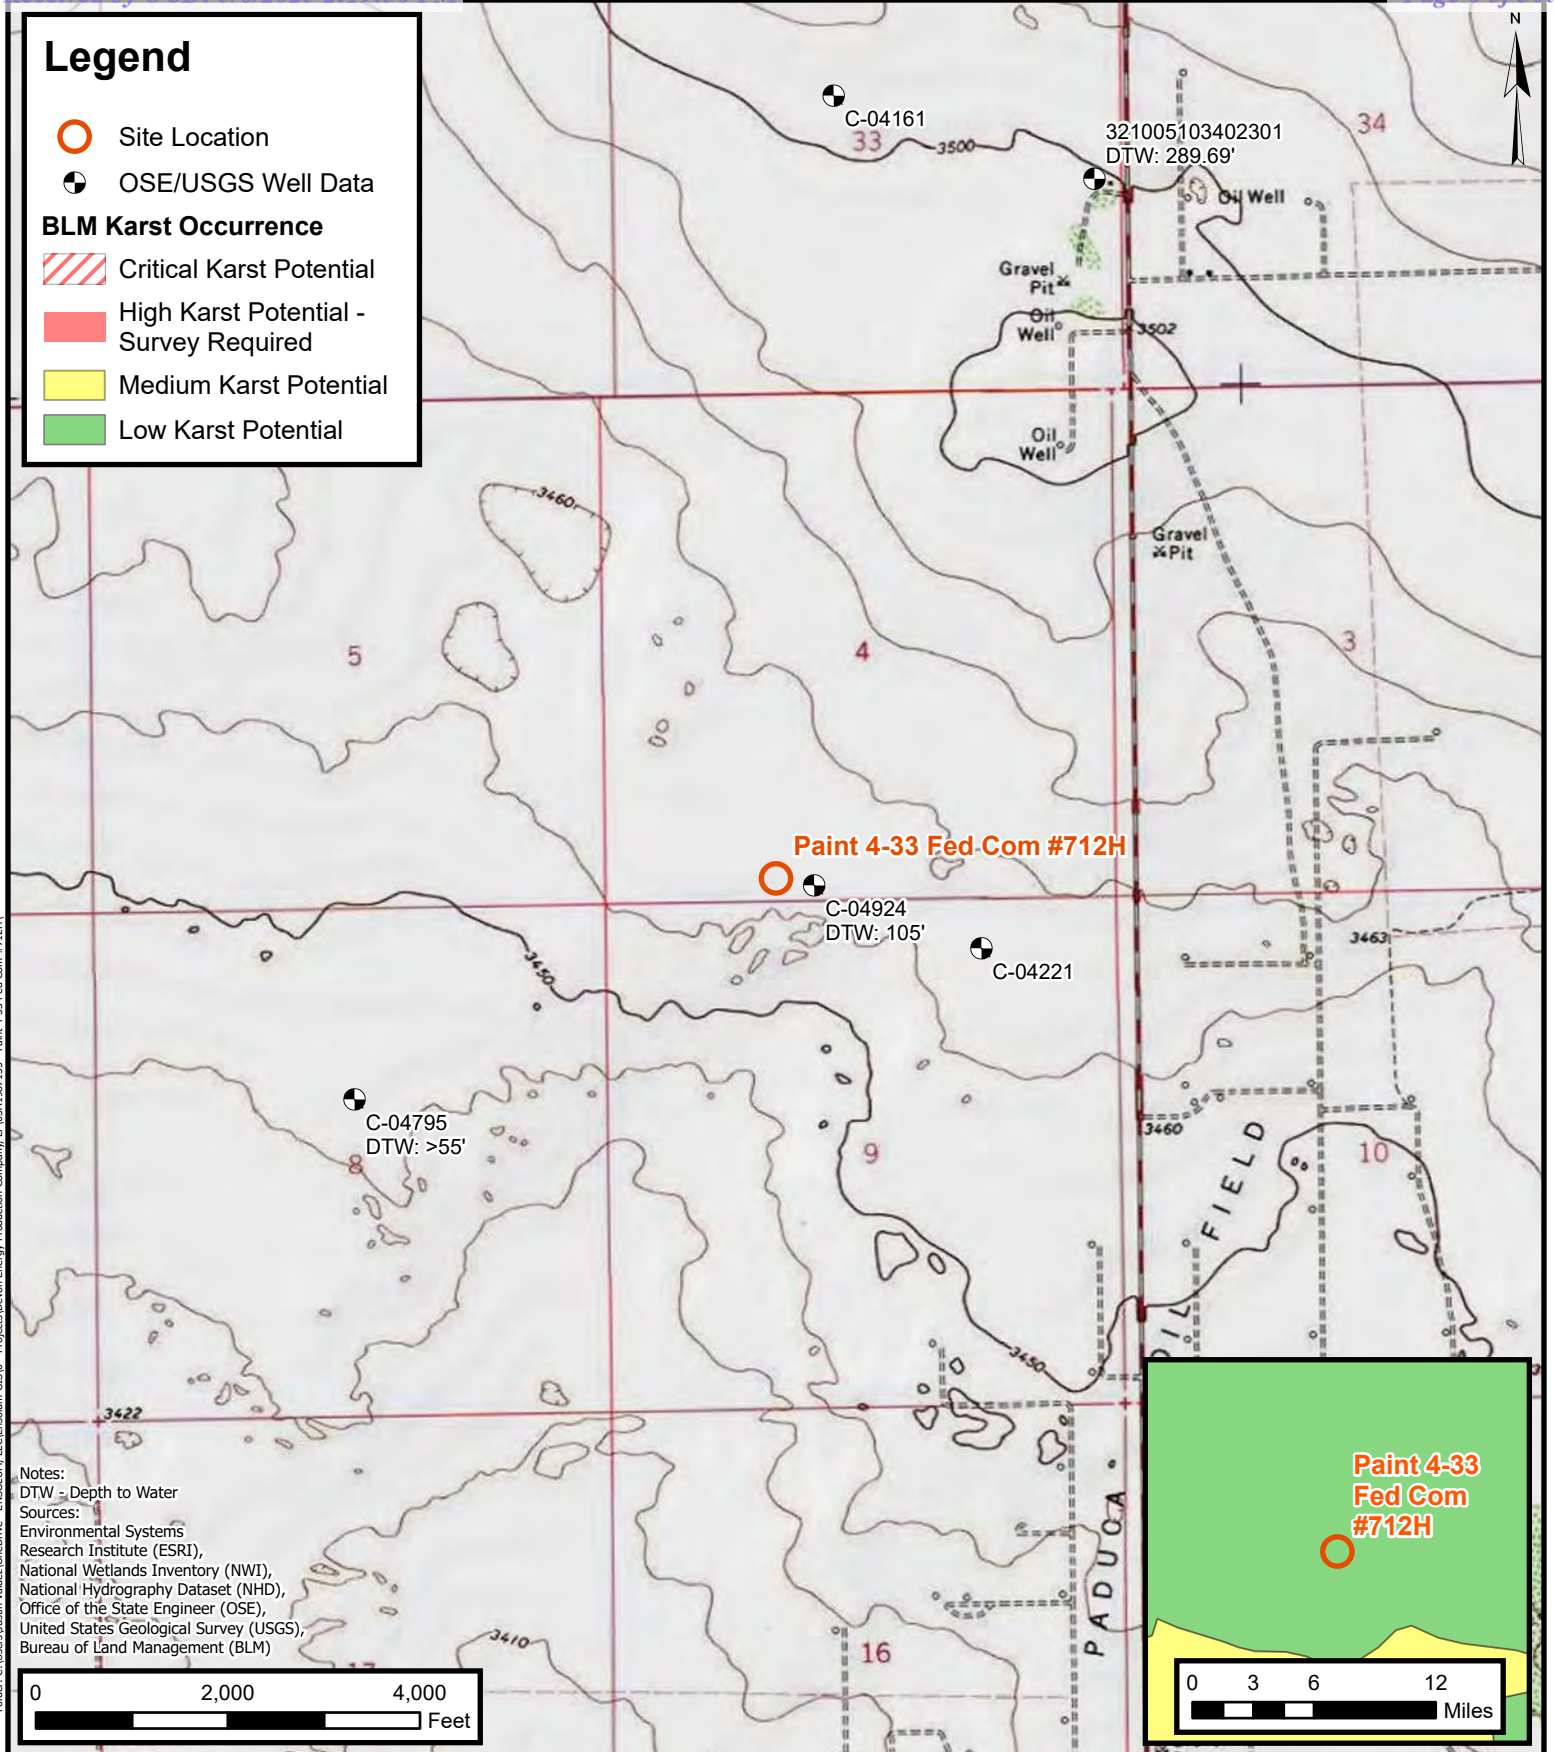 Legend
Site Location
OSE/USGS Well Data
BLM Karst Occurrence
Critical Karst Potential
High Karst Potential -
Survey Required
Medium Karst Potential
Low Karst Potential
N
C-04161
33
3500
34
321005103402301
DTW: 289.69'
Oil Well
Gravel
Pit
Oil
Well
3502
Oil
Well
3460
Gravel
Pit
5
4
3
Paint 4-33 Fed Com #712H
C-04924
DTW: 105'
C-04221
3463
3450
C-04795
DTW: >55'
8
9
3460
10
PADUCA OIL FIELD
3450
3422
3410
16
17
Notes:
DTW - Depth to Water
Sources:
Environmental Systems
Research Institute (ESRI),
National Wetlands Inventory (NWI),
National Hydrography Dataset (NHD),
Office of the State Engineer (OSE),
United States Geological Survey (USGS),
Bureau of Land Management (BLM)
0 2,000 4,000
Feet
Paint 4-33
Fed Com
#712H
0 3 6 12
Miles